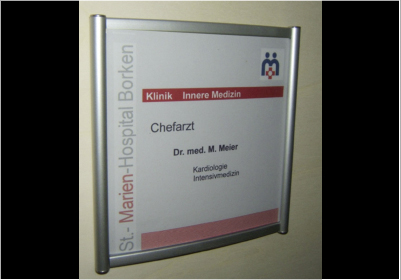 St.- Marien-Hospital Borken
Klinik Innere Medizin
Chefarzt
Dr. med. M. Meier
Kardiologie
Intensivmedizin